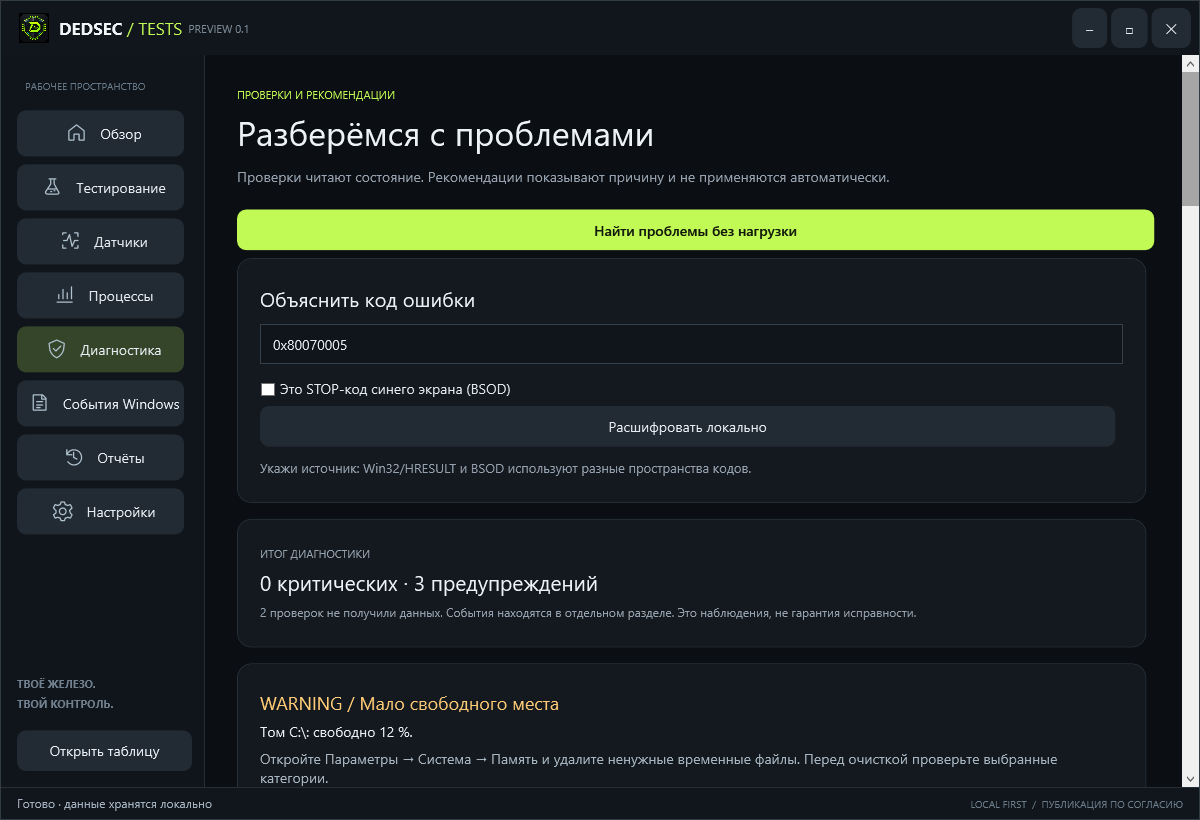 DEDSEC / TESTS PREVIEW 0.1
РАБОЧЕЕ ПРОСТРАНСТВО
Обзор
Тестирование
Датчики
Процессы
Диагностика
События Windows
Отчёты
Настройки
ТВОЁ ЖЕЛЕЗО.
ТВОЙ КОНТРОЛЬ.
Открыть таблицу
ПРОВЕРКИ И РЕКОМЕНДАЦИИ
Разберёмся с проблемами
Проверки читают состояние. Рекомендации показывают причину и не применяются автоматически.
Найти проблемы без нагрузки
Объяснить код ошибки
0x80070005
Это STOP-код синего экрана (BSOD)
Расшифровать локально
Укажи источник: Win32/HRESULT и BSOD используют разные пространства кодов.
ИТОГ ДИАГНОСТИКИ
0 критических · 3 предупреждений
2 проверок не получили данных. События находятся в отдельном разделе. Это наблюдения, не гарантия исправности.
WARNING / Мало свободного места
Том C:\: свободно 12 %.
Откройте Параметры → Система → Память и удалите ненужные временные файлы. Перед очисткой проверьте выбранные
категории.
Готово · данные хранятся локально
LOCAL FIRST / ПУБЛИКАЦИЯ ПО СОГЛАСИЮ